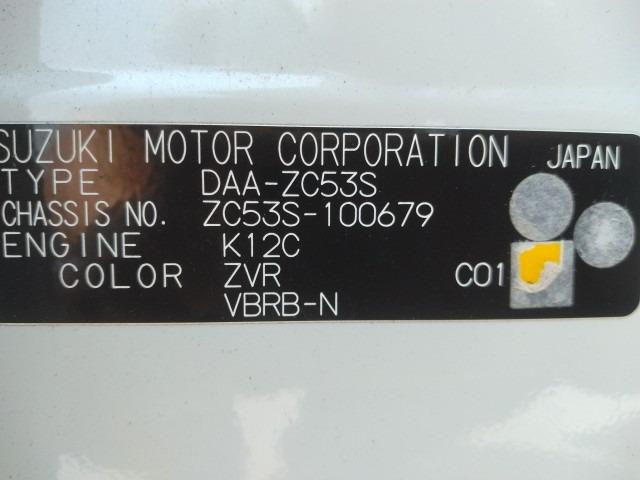 SUZUKI MOTOR CORPORATION JAPAN
TYPE DAA-ZC53S
CHASSIS NO. ZC53S-100679
ENGINE K12C
COLOR ZVR C01
VBRB-N